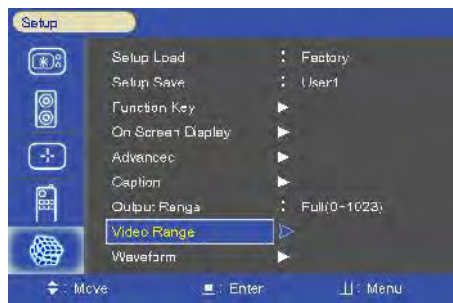 Setup
Setup Load : Factory
Setup Save : User1
Function Key
On Screen Display
Advanced
Caption
Output Range : Full(0~1023)
Video Range
Waveform
: Move : Enter : Menu